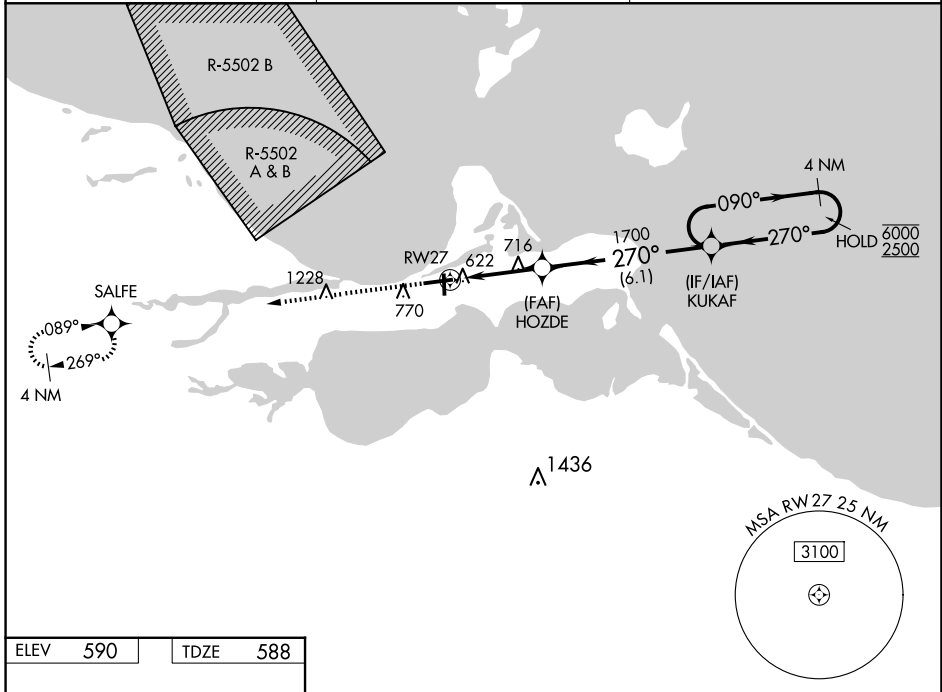 R-5502 B
R-5502
A & B
4 NM
090°
270°
HOLD
6000
2500
1700
270°
(6.1)
(IF/IAF)
KUKAF
716
RW27
622
(FAF)
HOZDE
1228
770
SALFE
089°
269°
4 NM
1436
MSA RW27 25 NM
3100
ELEV 590
TDZE 588